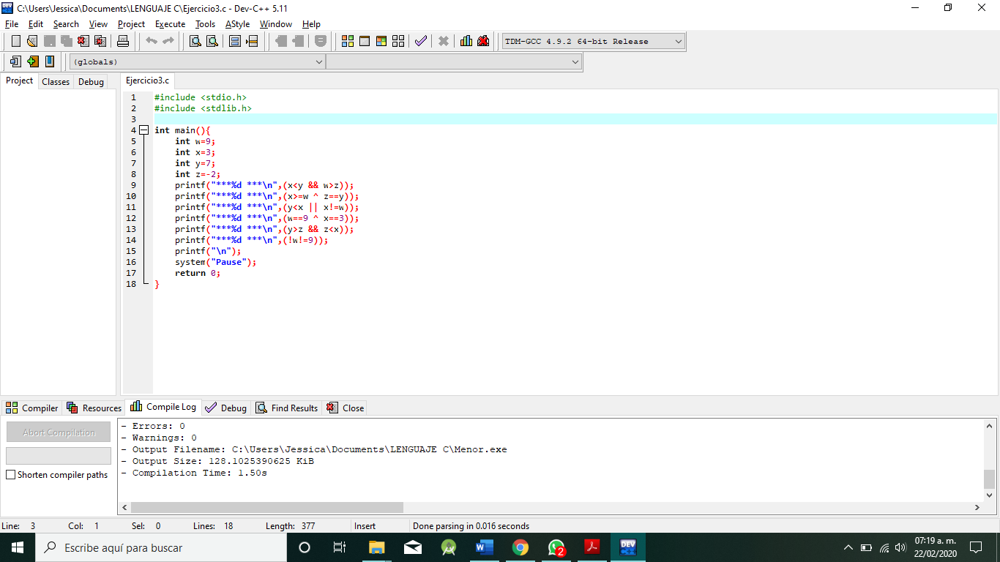 C:\Users\Jessica\Documents\LENGUAJE C\Ejercicio3.c - Dev-C++ 5.11
File Edit Search View Project Execute Tools AStyle Window Help
TDM-GCC 4.9.2 64-bit Release
(globals)
Project Classes Debug
Ejercicio3.c
1 #include <stdio.h>
2 #include <stdlib.h>
3
4 int main(){
5 int w=9;
6 int x=3;
7 int y=7;
8 int z=-2;
9 printf("***%d ***\n",(x<y && w>z));
10 printf("***%d ***\n",(x>=w ^ z==y));
11 printf("***%d ***\n",(y<x || x!=w));
12 printf("***%d ***\n",(w==9 ^ x==3));
13 printf("***%d ***\n",(y>z && z<x));
14 printf("***%d ***\n",(!w!=9));
15 printf("\n");
16 system("Pause");
17 return 0;
18 }
Compiler Resources Compile Log Debug Find Results Close
Abort Compilation
Shorten compiler paths
- Errors: 0
- Warnings: 0
- Output Filename: C:\Users\Jessica\Documents\LENGUAJE C\Menor.exe
- Output Size: 128.1025390625 KiB
- Compilation Time: 1.50s
Line: 3 Col: 1 Sel: 0 Lines: 18 Length: 377 Insert Done parsing in 0.016 seconds
Escribe aquí para buscar
W
2
DEV
07:19 a. m.
22/02/2020